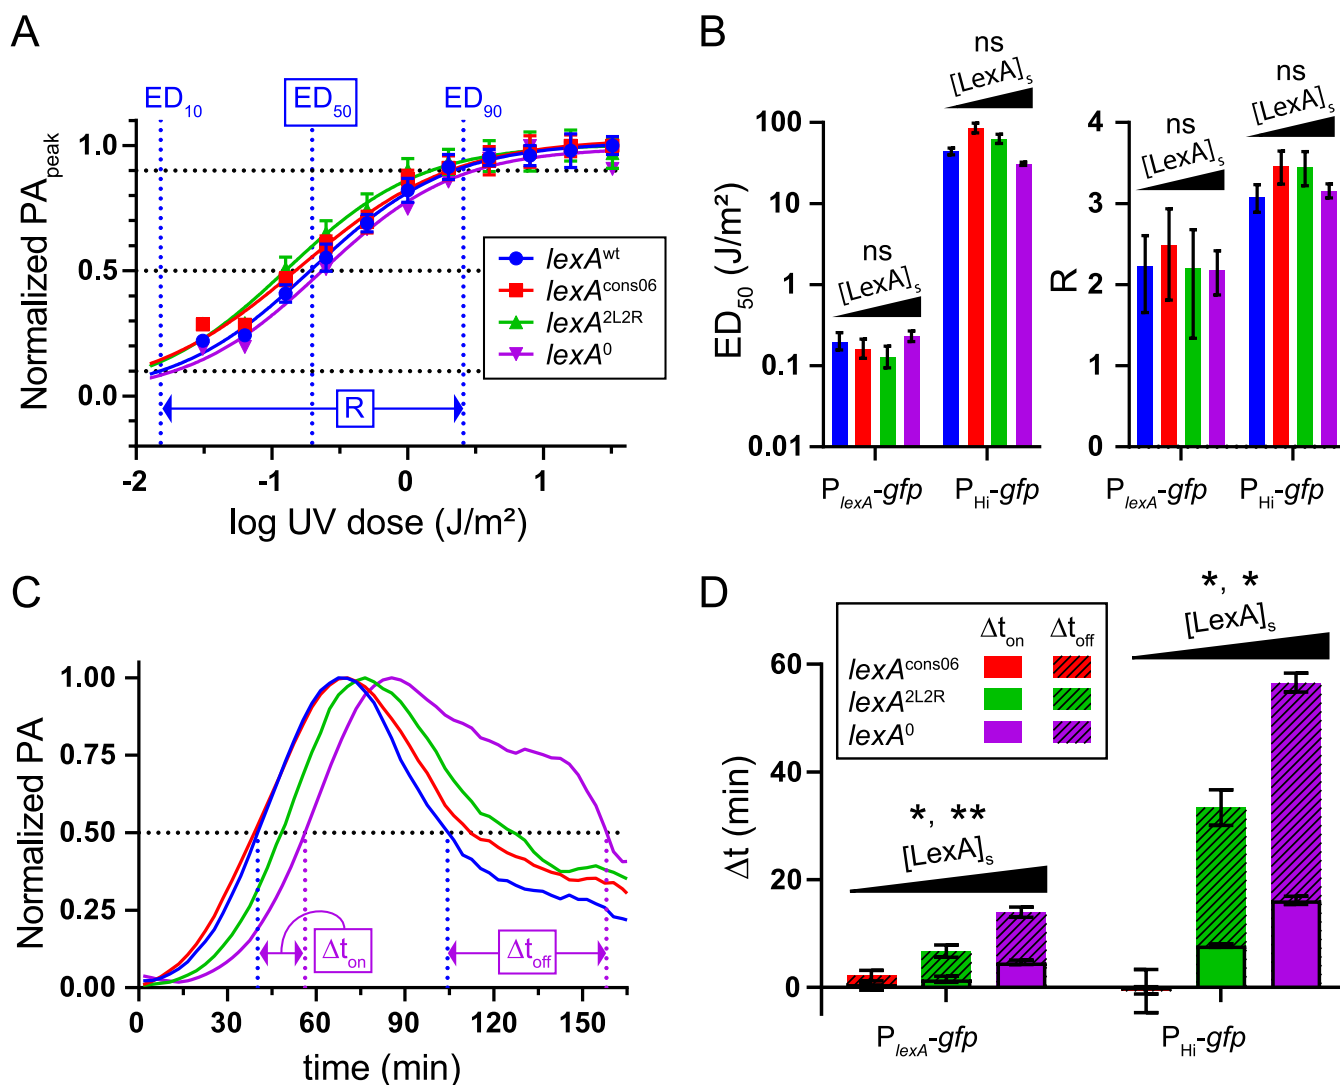 A
ED10 ED50 ED90
Normalized PApeak
1.0
0.5
0.0
lexAwt
lexAcons06
lexA2L2R
lexA0
R
-2 -1 0 1
log UV dose (J/m²)
B
ED50 (J/m²)
100
10
1
0.1
0.01
ns
[LexA]s
ns
[LexA]s
PlexA-gfp PHi-gfp
R
4
3
2
1
0
ns
[LexA]s
ns
[LexA]s
PlexA-gfp PHi-gfp
C
Normalized PA
1.00
0.75
0.50
0.25
0.00
Δton Δtoff
0 30 60 90 120 150
time (min)
D
Δt (min)
60
40
20
0
Δton Δtoff
lexAcons06
lexA2L2R
lexA0
*, **
[LexA]s
*, *
[LexA]s
PlexA-gfp PHi-gfp